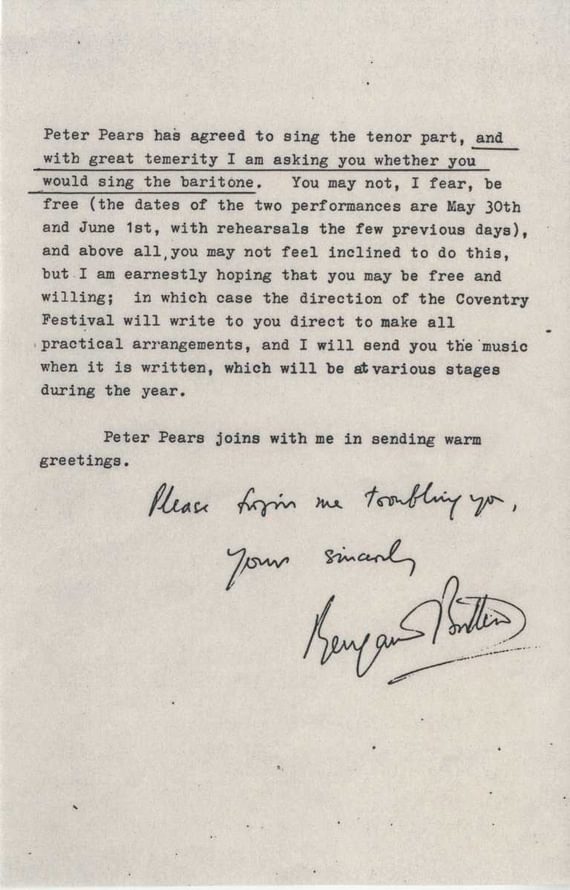 Peter Pears has agreed to sing the tenor part, and
with great temerity I am asking you whether you
would sing the baritone. You may not, I fear, be
free (the dates of the two performances are May 30th
and June 1st, with rehearsals the few previous days),
and above all, you may not feel inclined to do this,
but I am earnestly hoping that you may be free and
willing; in which case the direction of the Coventry
Festival will write to you direct to make all
practical arrangements, and I will send you the music
when it is written, which will be at various stages
during the year.
Peter Pears joins with me in sending warm
greetings.
Please forgive me troubling you,
Yours sincerely
Benjamin Britten